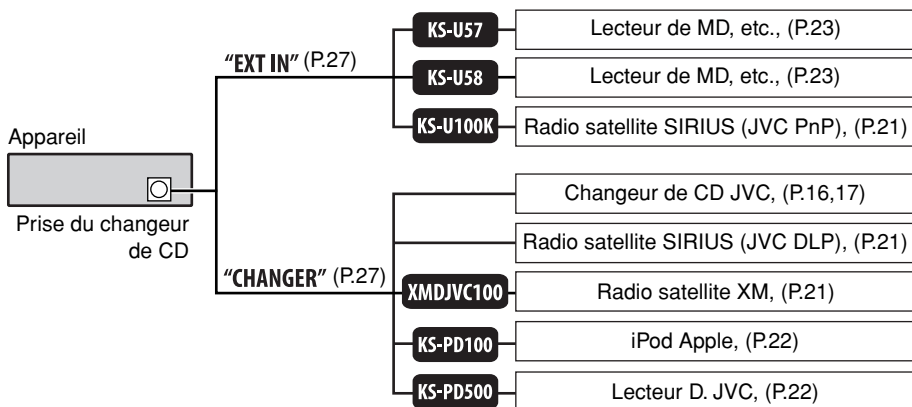 KS-U57 Lecteur de MD, etc., (P.23)
“EXT IN” (P.27)
KS-U58 Lecteur de MD, etc., (P.23)
KS-U100K Radio satellite SIRIUS (JVC PnP), (P.21)
Appareil
Prise du changeur
de CD
Changeur de CD JVC, (P.16,17)
Radio satellite SIRIUS (JVC DLP), (P.21)
“CHANGER” (P.27)
XMDJVC100 Radio satellite XM, (P.21)
KS-PD100 iPod Apple, (P.22)
KS-PD500 Lecteur D. JVC, (P.22)